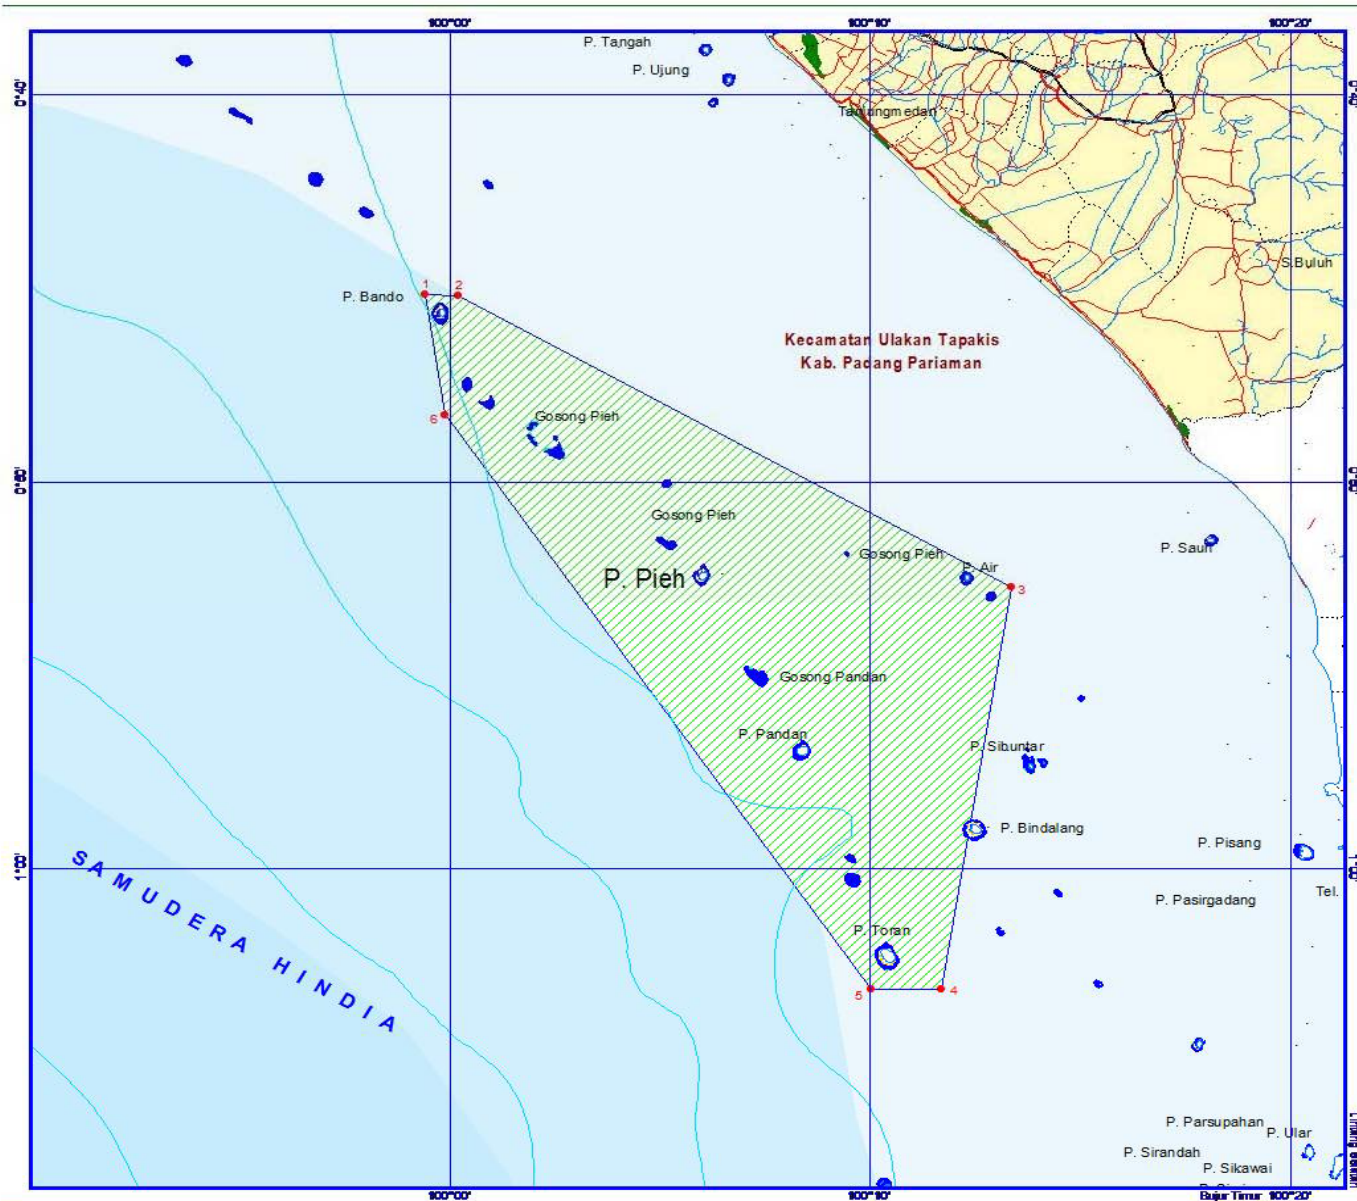 100°00'
100°10'
100°20'
P. Tangah
P. Ujung
0°40'
0°40'
Tanjungmedan
S.Buluh
1
2
P. Bando
Kecamatan Ulakan Tapakis
Kab. Padang Pariaman
6
Gosong Pieh
0°50'
Gosong Pieh
P. Sauh
Gosong Pieh
P. Air
P. Pieh
3
Gosong Pandan
P. Pandan
P. Sibuntar
P. Bindalang
P. Pisang
1°00'
SAMUDERA HINDIA
Tel.
P. Pasirgadang
P. Toran
5
4
P. Parsupahan
P. Ular
P. Sirandah
P. Sikawai
100°00'
100°10'
Bujur Timur 100°20'